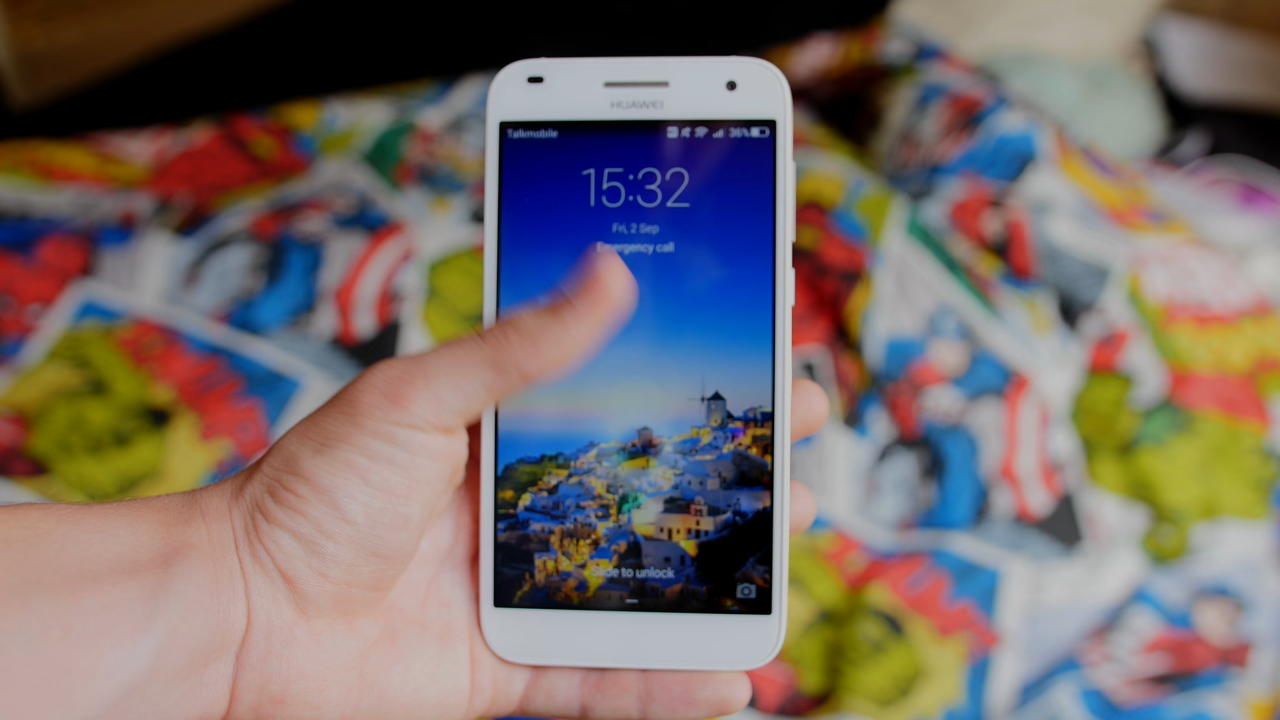 HUAWEI
Talkmobile 36%
15:32
Fri, 2 Sep
Emergency call
Slide to unlock